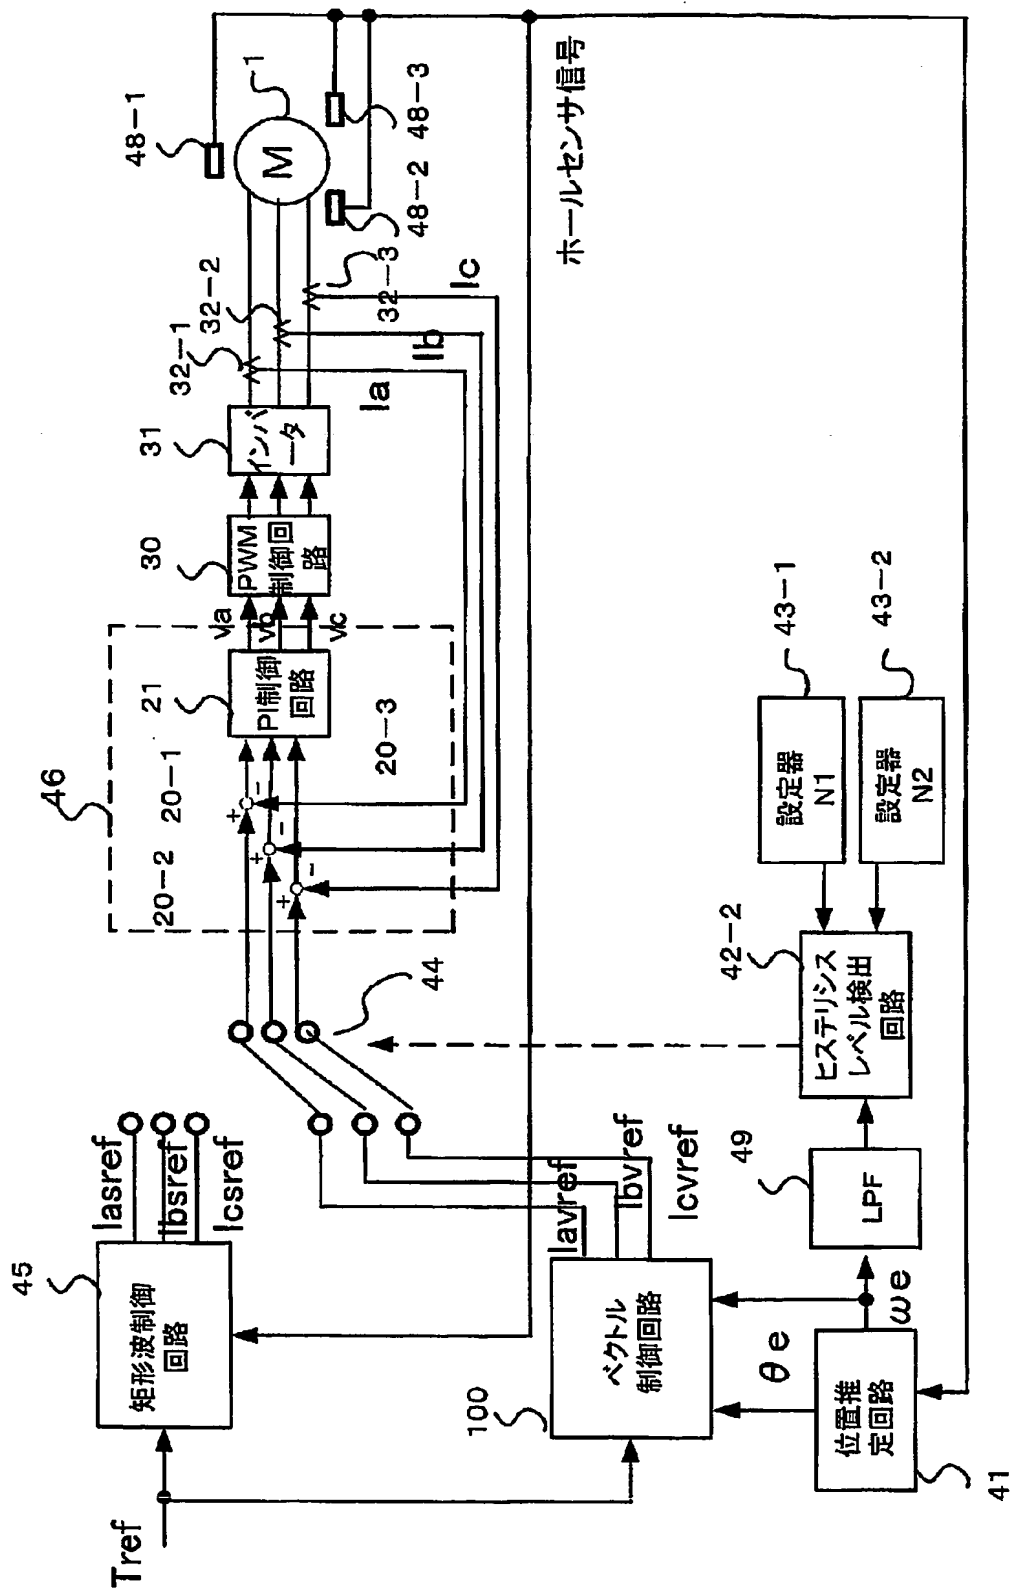 Tref
45
矩形波制御
回路
Iasref
Ibsref
Icsref
100
ベクトル
制御回路
Iavref
Ibvref
Icvref
θe
ωe
41
位置推
定回路
49
LPF
42-2
ヒステリシス
レベル検出
回路
43-1
設定器
N1
43-2
設定器
N2
44
46
20-2
20-1
20-3
+
-
+
-
+
-
21
PI制御
回路
va
vb
vc
30
PWM
制御回
路
31
インバ
ータ
32-1
32-2
32-3
Ia
Ib
Ic
M
1
48-1
48-2
48-3
ホールセンサ信号